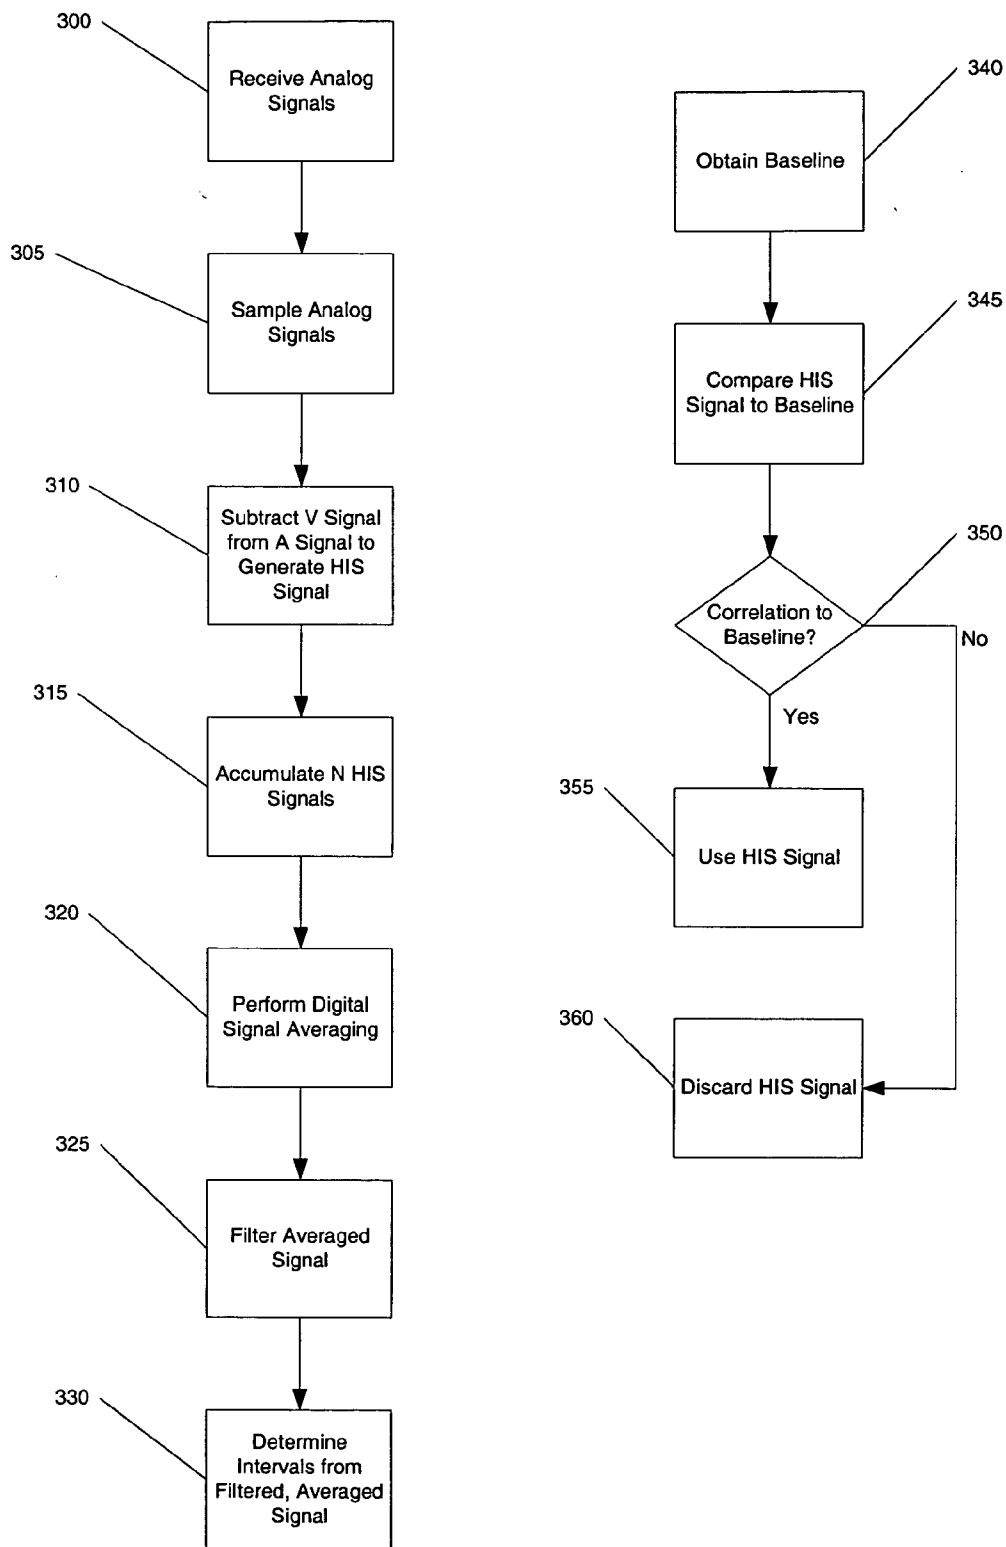 300
Receive Analog
Signals
305
Sample Analog
Signals
310
Subtract V Signal
from A Signal to
Generate HIS
Signal
315
Accumulate N HIS
Signals
320
Perform Digital
Signal Averaging
325
Filter Averaged
Signal
330
Determine
Intervals from
Filtered, Averaged
Signal
340
Obtain Baseline
345
Compare HIS
Signal to Baseline
350
Correlation to
Baseline?
No
Yes
355
Use HIS Signal
360
Discard HIS Signal